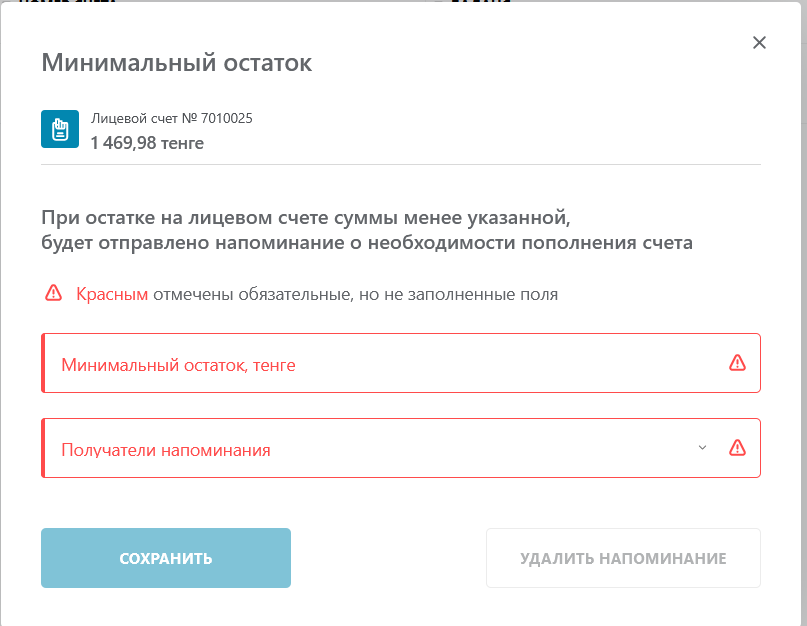 Минимальный остаток
Лицевой счет № 7010025
1 469,98 тенге
При остатке на лицевом счете суммы менее указанной,
будет отправлено напоминание о необходимости пополнения счета
Красным отмечены обязательные, но не заполненные поля
Минимальный остаток, тенге
Получатели напоминания
СОХРАНИТЬ
УДАЛИТЬ НАПОМИНАНИЕ